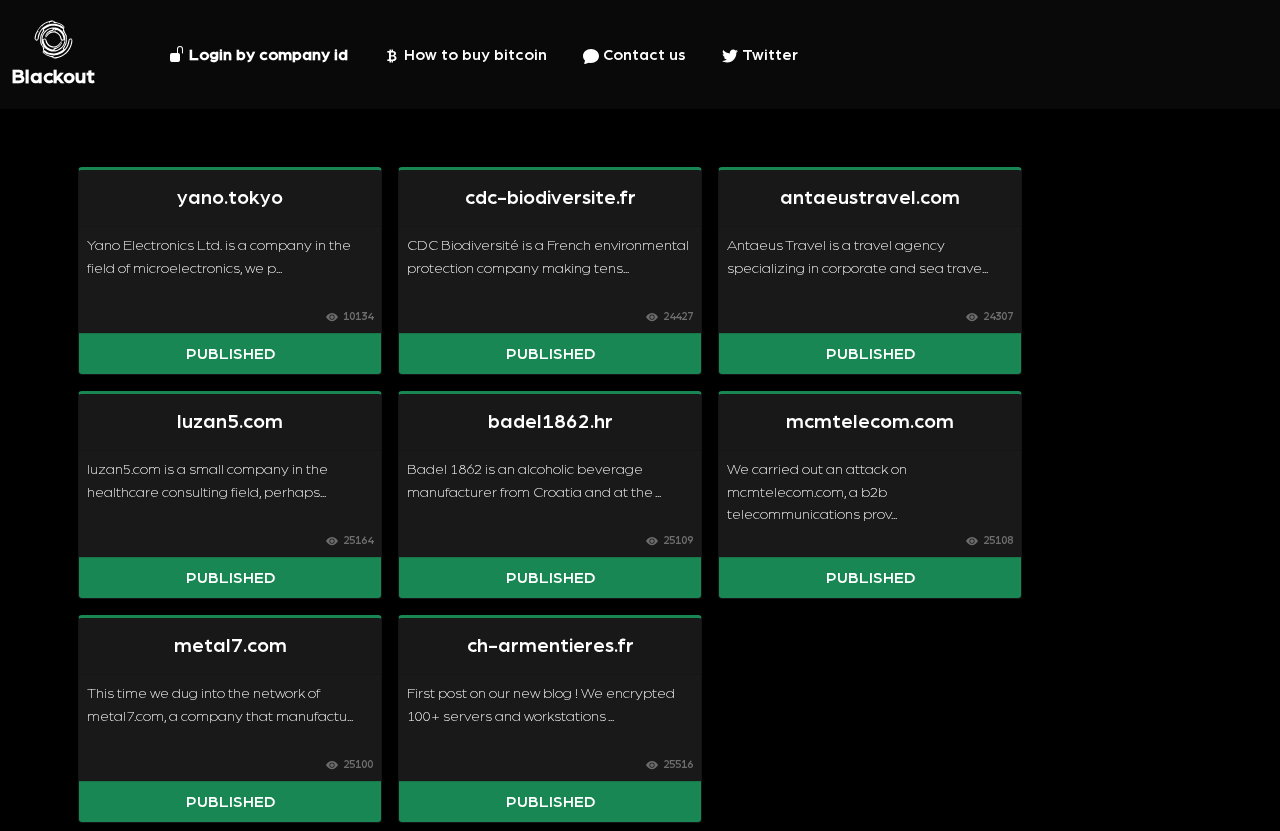 Blackout
Login by company id
How to buy bitcoin
Contact us
Twitter
yano.tokyo
Yano Electronics Ltd. is a company in the
field of microelectronics, we p...
10134
PUBLISHED
cdc-biodiversite.fr
CDC Biodiversité is a French environmental
protection company making tens...
24427
PUBLISHED
antaeustravel.com
Antaeus Travel is a travel agency
specializing in corporate and sea trave...
24307
PUBLISHED
luzan5.com
luzan5.com is a small company in the
healthcare consulting field, perhaps...
25164
PUBLISHED
badel1862.hr
Badel 1862 is an alcoholic beverage
manufacturer from Croatia and at the ...
25109
PUBLISHED
mcmtelecom.com
We carried out an attack on
mcmtelecom.com, a b2b
telecommunications prov...
25108
PUBLISHED
metal7.com
This time we dug into the network of
metal7.com, a company that manufactu...
25100
PUBLISHED
ch-armentieres.fr
First post on our new blog ! We encrypted
100+ servers and workstations ...
25516
PUBLISHED